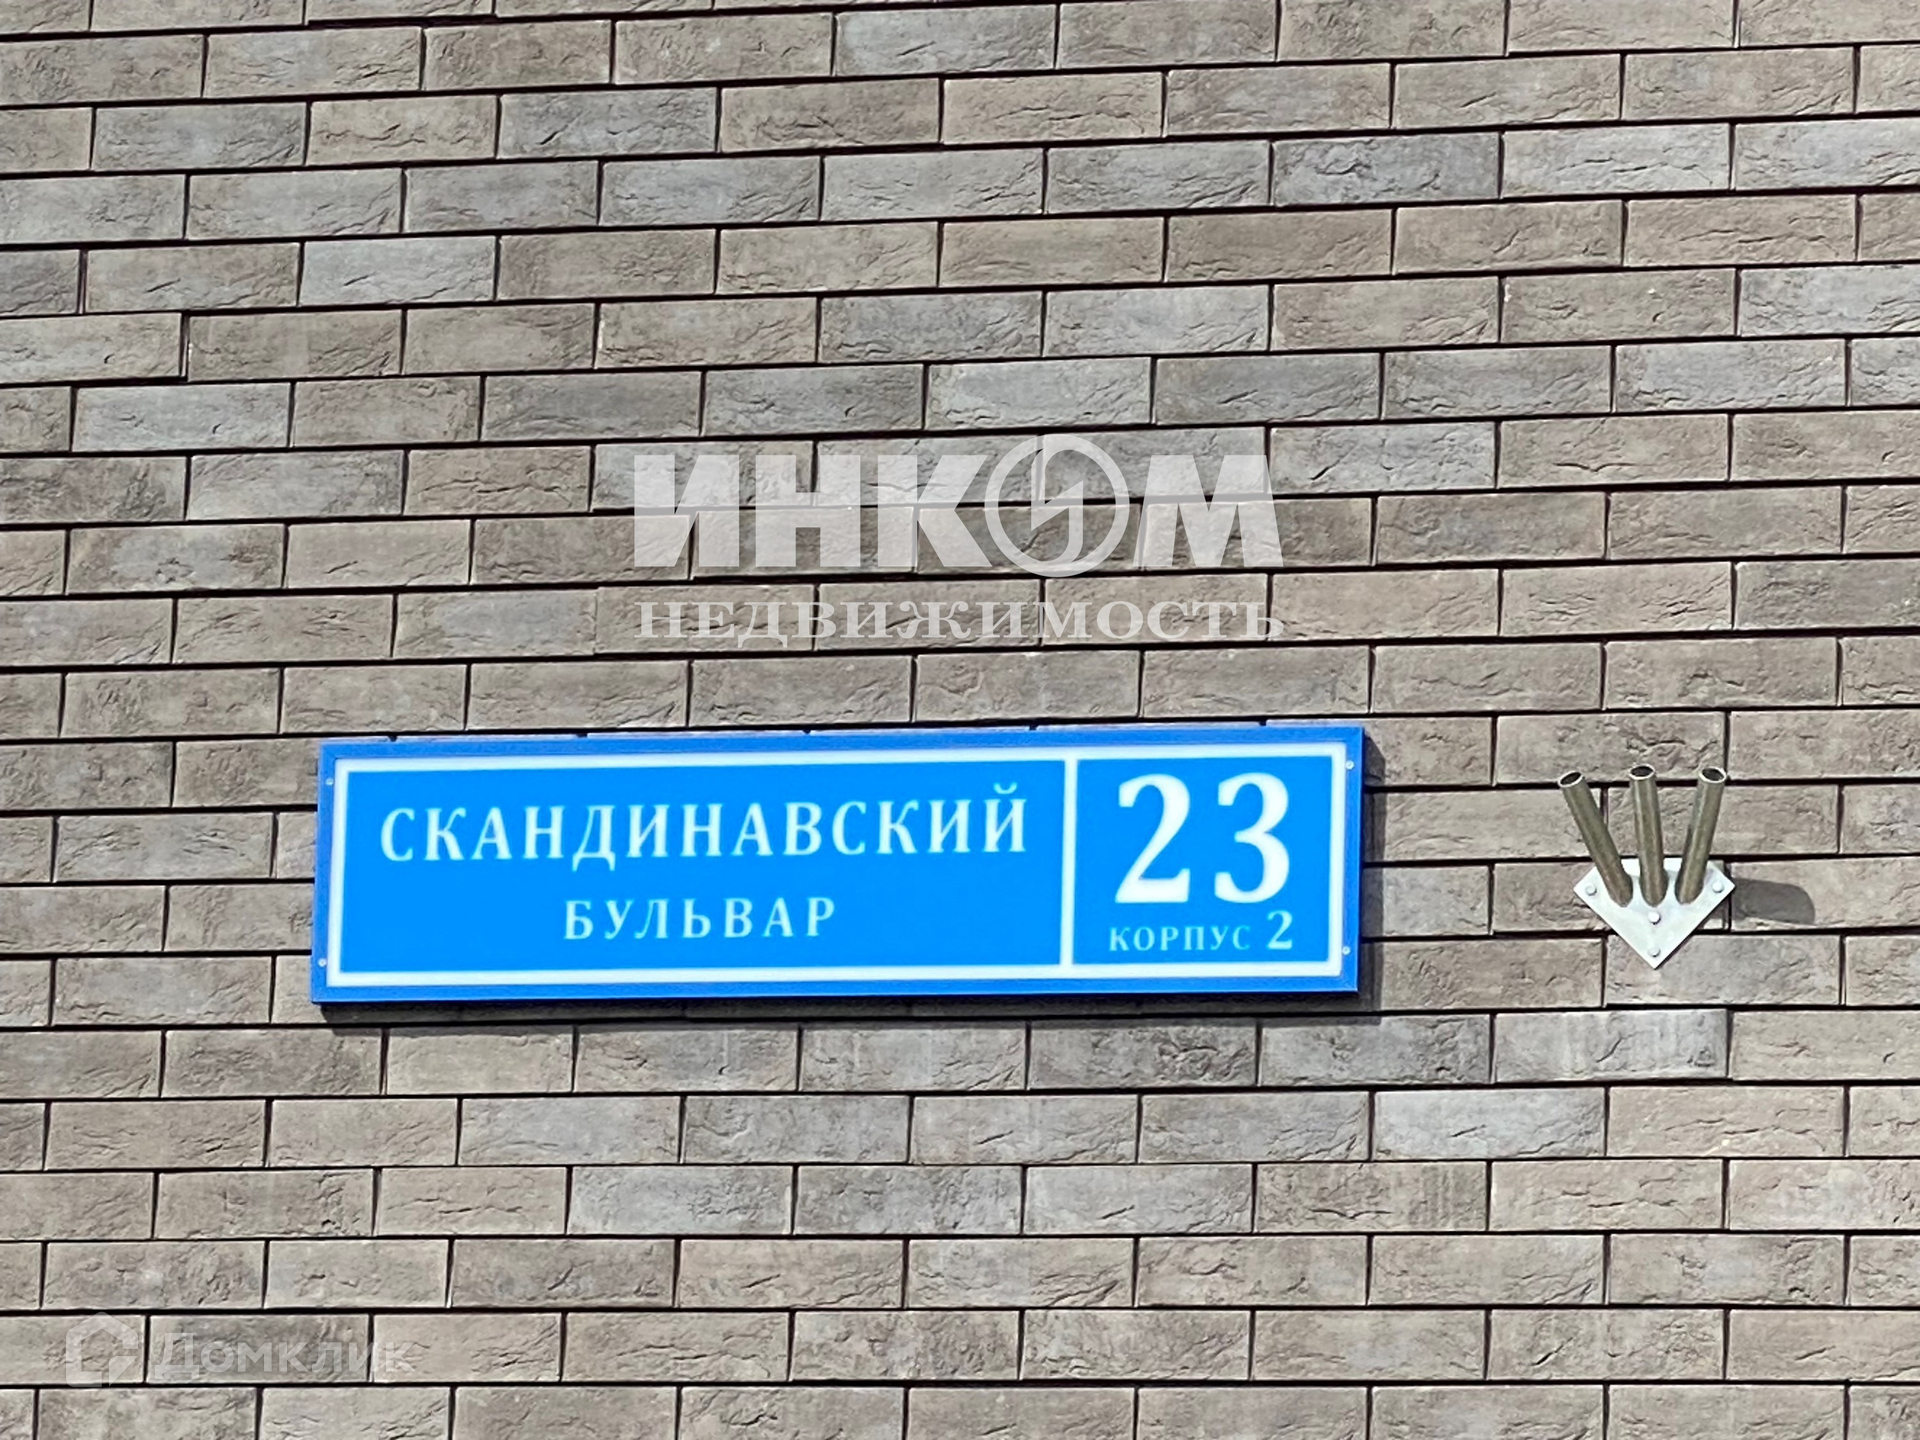 ИНКОМ
НЕДВИЖИМОСТЬ
СКАНДИНАВСКИЙ
БУЛЬВАР
23
КОРПУС 2
Домклик